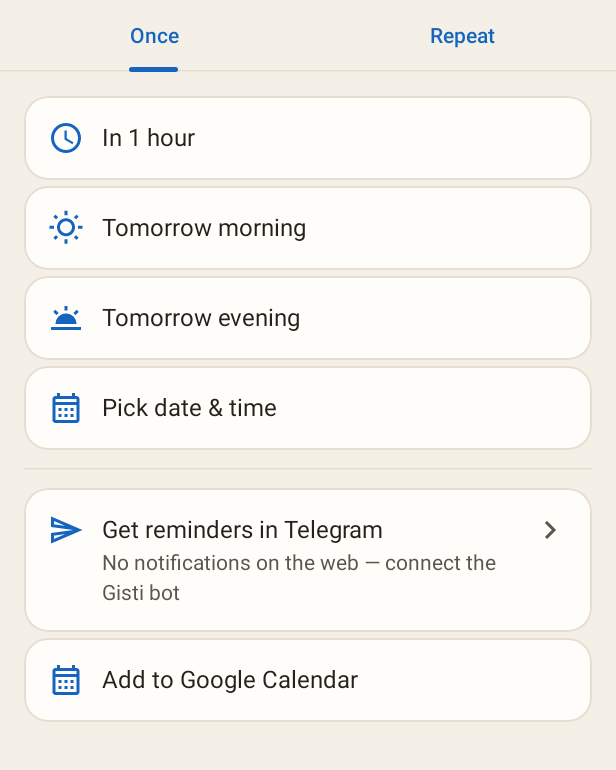 Once
Repeat
In 1 hour
Tomorrow morning
Tomorrow evening
Pick date & time
Get reminders in Telegram
No notifications on the web — connect the
Gisti bot
Add to Google Calendar